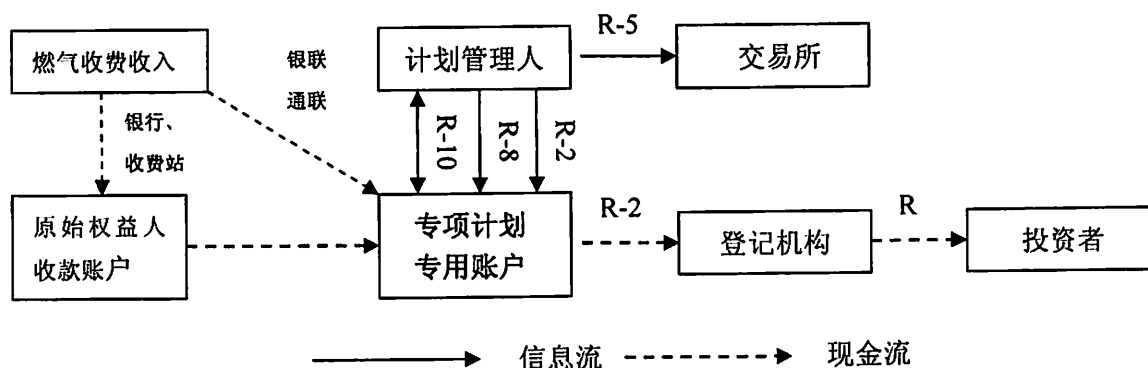 R-5
燃气收费收入
银联
通联
计划管理人
交易所
银行、
收费站
R-10
R-8
R-2
原始权益人
收款账户
专项计划
专用账户
R-2
登记机构
R
投资者
信息流
现金流